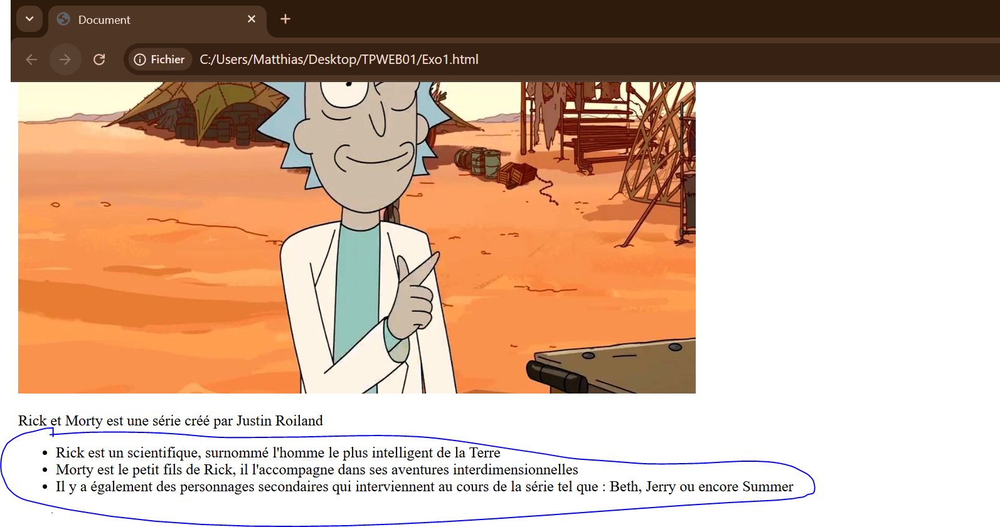 Document
Fichier C:/Users/Matthias/Desktop/TPWEB01/Exo1.html
Rick et Morty est une série créé par Justin Roiland
Rick est un scientifique, surnommé l'homme le plus intelligent de la Terre
Morty est le petit fils de Rick, il l'accompagne dans ses aventures interdimensionnelles
Il y a également des personnages secondaires qui interviennent au cours de la série tel que : Beth, Jerry ou encore Summer